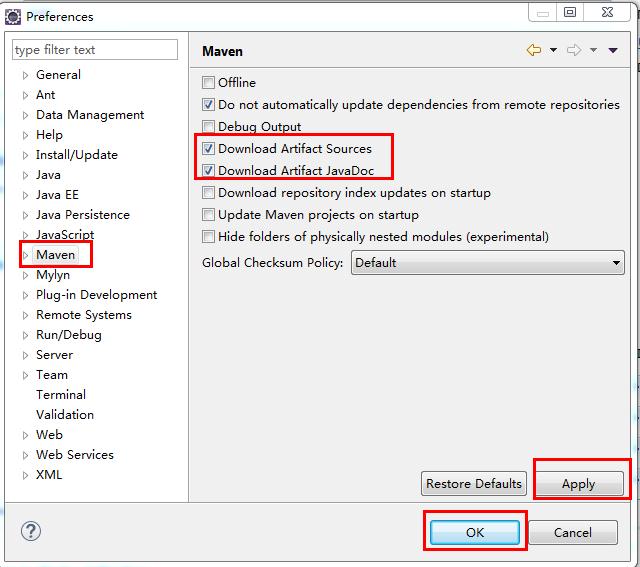 Preferences
type filter text
General
Ant
Data Management
Help
Install/Update
Java
Java EE
Java Persistence
JavaScript
Maven
Mylyn
Plug-in Development
Remote Systems
Run/Debug
Server
Team
Terminal
Validation
Web
Web Services
XML
Maven
Offline
Do not automatically update dependencies from remote repositories
Debug Output
Download Artifact Sources
Download Artifact JavaDoc
Download repository index updates on startup
Update Maven projects on startup
Hide folders of physically nested modules (experimental)
Global Checksum Policy: Default
Restore Defaults Apply
OK Cancel